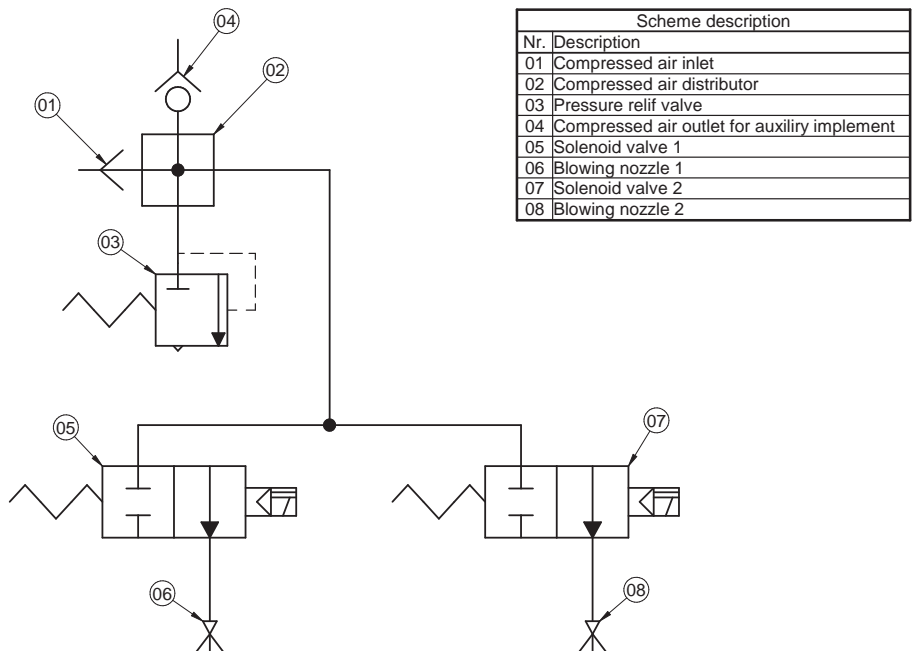 04
02
01
03
05
07
06
08
Scheme description
Nr. Description
01 Compressed air inlet
02 Compressed air distributor
03 Pressure relif valve
04 Compressed air outlet for auxiliry implement
05 Solenoid valve 1
06 Blowing nozzle 1
07 Solenoid valve 2
08 Blowing nozzle 2